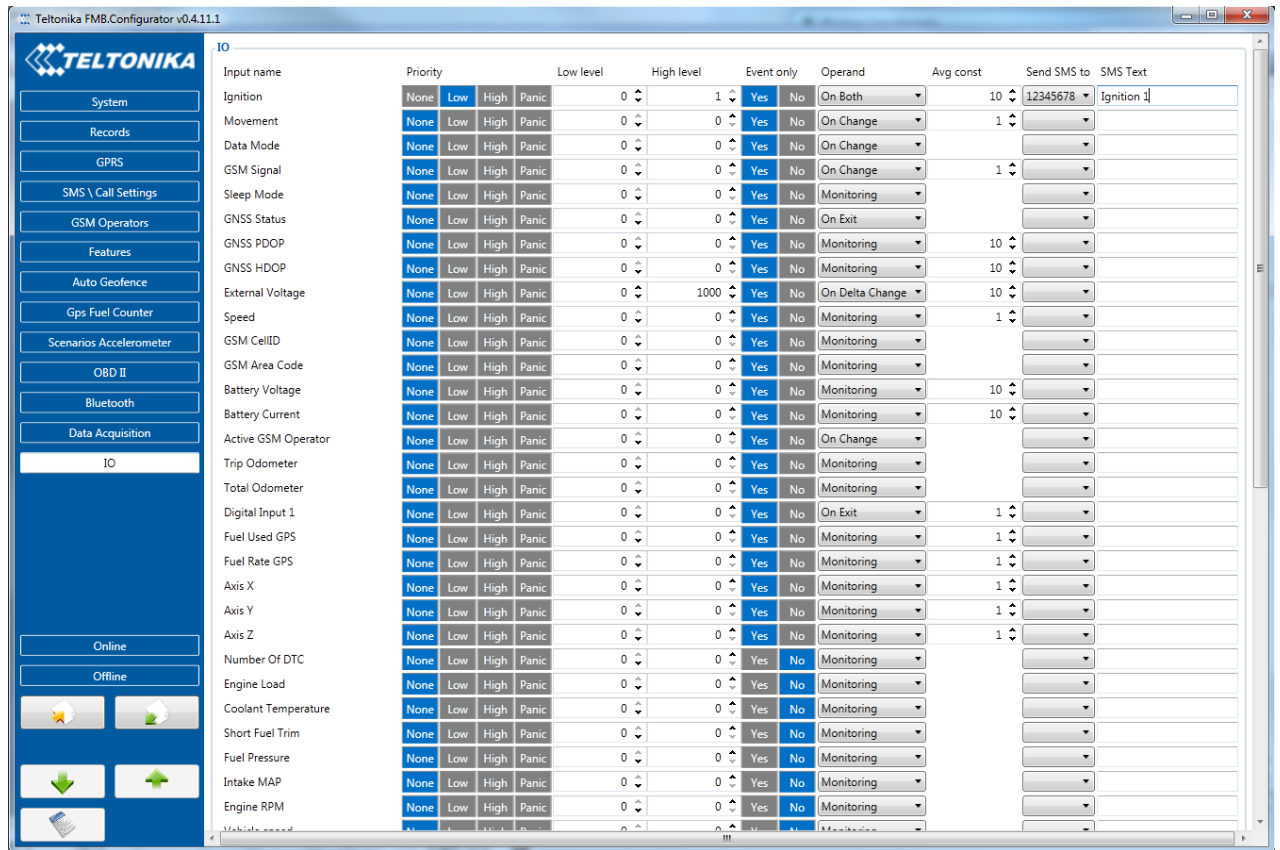 Teltonika FMB.Configurator v0.4.11.1
TELTONIKA
System
Records
GPRS
SMS \ Call Settings
GSM Operators
Features
Auto Geofence
Gps Fuel Counter
Scenarios Accelerometer
OBD II
Bluetooth
Data Acquisition
IO
Online
Offline
IO
Input name Priority Low level High level Event only Operand Avg const Send SMS to SMS Text
Ignition None Low High Panic 0 1 Yes No On Both 10 12345678 Ignition 1
Movement None Low High Panic 0 0 Yes No On Change 1
Data Mode None Low High Panic 0 0 Yes No On Change
GSM Signal None Low High Panic 0 0 Yes No On Change 1
Sleep Mode None Low High Panic 0 0 Yes No Monitoring
GNSS Status None Low High Panic 0 0 Yes No On Exit
GNSS PDOP None Low High Panic 0 0 Yes No Monitoring 10
GNSS HDOP None Low High Panic 0 0 Yes No Monitoring 10
External Voltage None Low High Panic 0 1000 Yes No On Delta Change 10
Speed None Low High Panic 0 0 Yes No Monitoring 1
GSM CellID None Low High Panic 0 0 Yes No Monitoring
GSM Area Code None Low High Panic 0 0 Yes No Monitoring
Battery Voltage None Low High Panic 0 0 Yes No Monitoring 10
Battery Current None Low High Panic 0 0 Yes No Monitoring 10
Active GSM Operator None Low High Panic 0 0 Yes No On Change
Trip Odometer None Low High Panic 0 0 Yes No Monitoring
Total Odometer None Low High Panic 0 0 Yes No Monitoring
Digital Input 1 None Low High Panic 0 0 Yes No On Exit 1
Fuel Used GPS None Low High Panic 0 0 Yes No Monitoring 1
Fuel Rate GPS None Low High Panic 0 0 Yes No Monitoring 1
Axis X None Low High Panic 0 0 Yes No Monitoring 1
Axis Y None Low High Panic 0 0 Yes No Monitoring 1
Axis Z None Low High Panic 0 0 Yes No Monitoring 1
Number Of DTC None Low High Panic 0 0 Yes No Monitoring
Engine Load None Low High Panic 0 0 Yes No Monitoring
Coolant Temperature None Low High Panic 0 0 Yes No Monitoring
Short Fuel Trim None Low High Panic 0 0 Yes No Monitoring
Fuel Pressure None Low High Panic 0 0 Yes No Monitoring
Intake MAP None Low High Panic 0 0 Yes No Monitoring
Engine RPM None Low High Panic 0 0 Yes No Monitoring